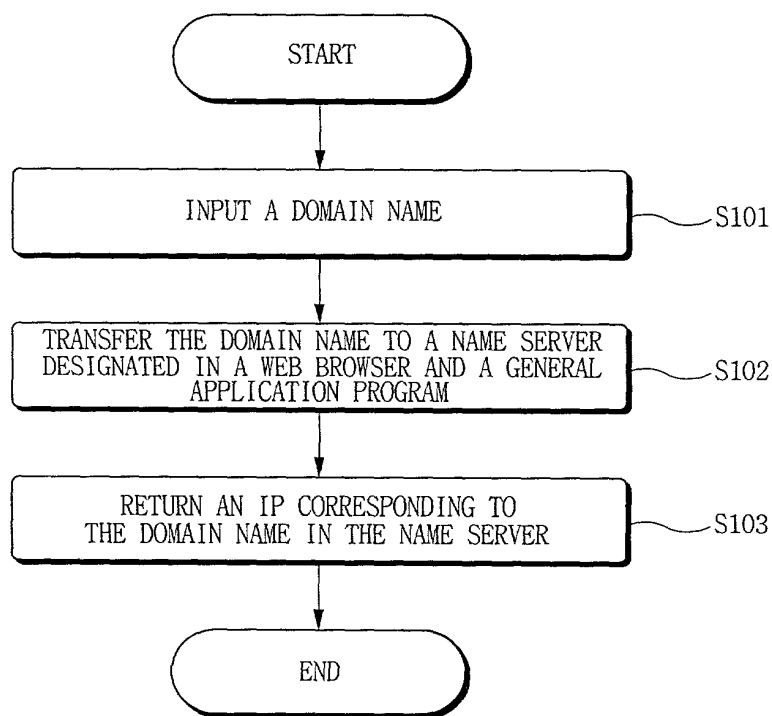 START
INPUT A DOMAIN NAME
S101
TRANSFER THE DOMAIN NAME TO A NAME SERVER
DESIGNATED IN A WEB BROWSER AND A GENERAL
APPLICATION PROGRAM
S102
RETURN AN IP CORRESPONDING TO
THE DOMAIN NAME IN THE NAME SERVER
S103
END